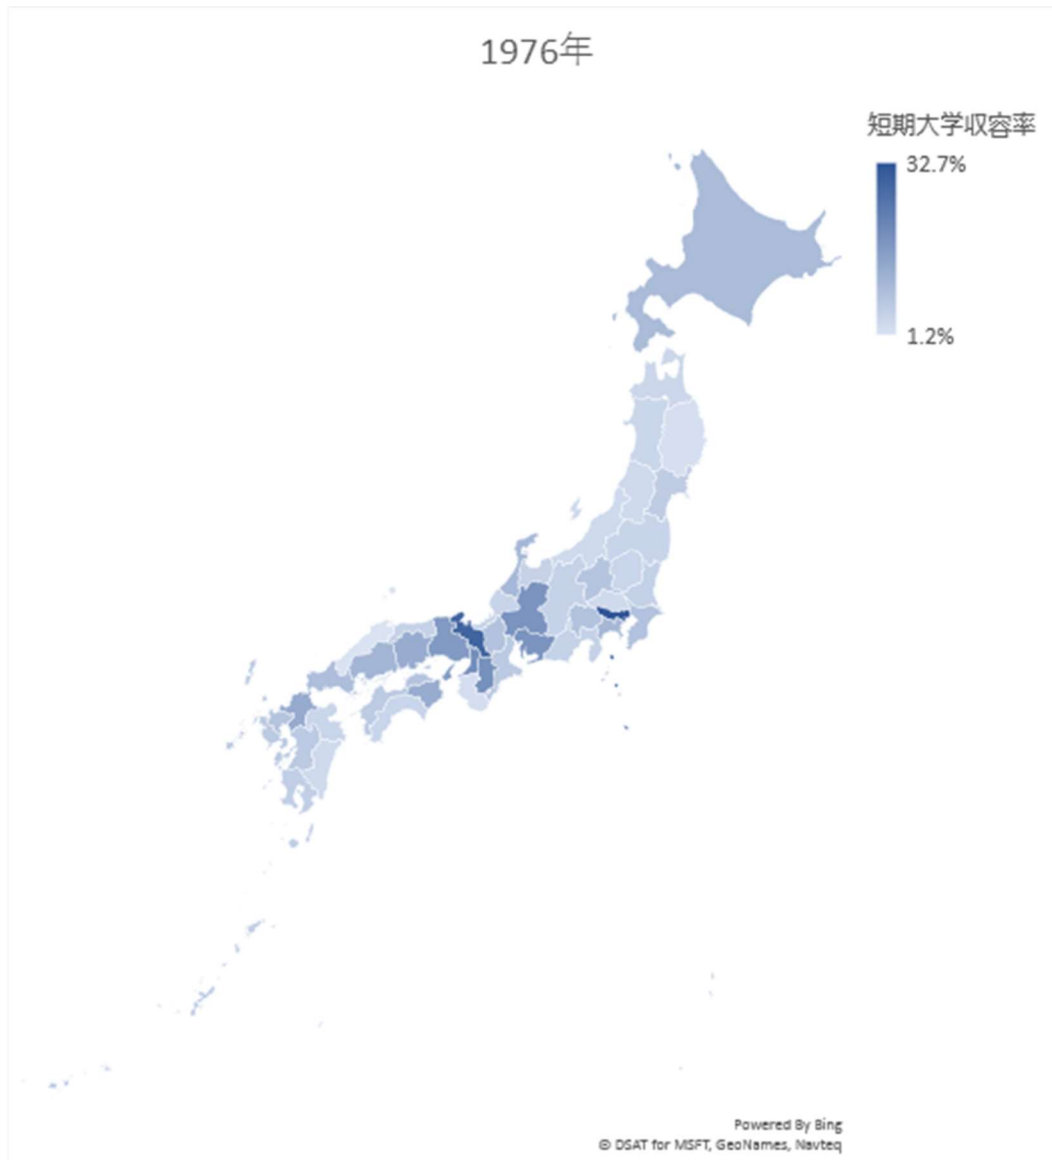 1976年
短期大学収容率
32.7%
1.2%
Powered By Bing
© DSAT for MSFT, GeoNames, Navteq